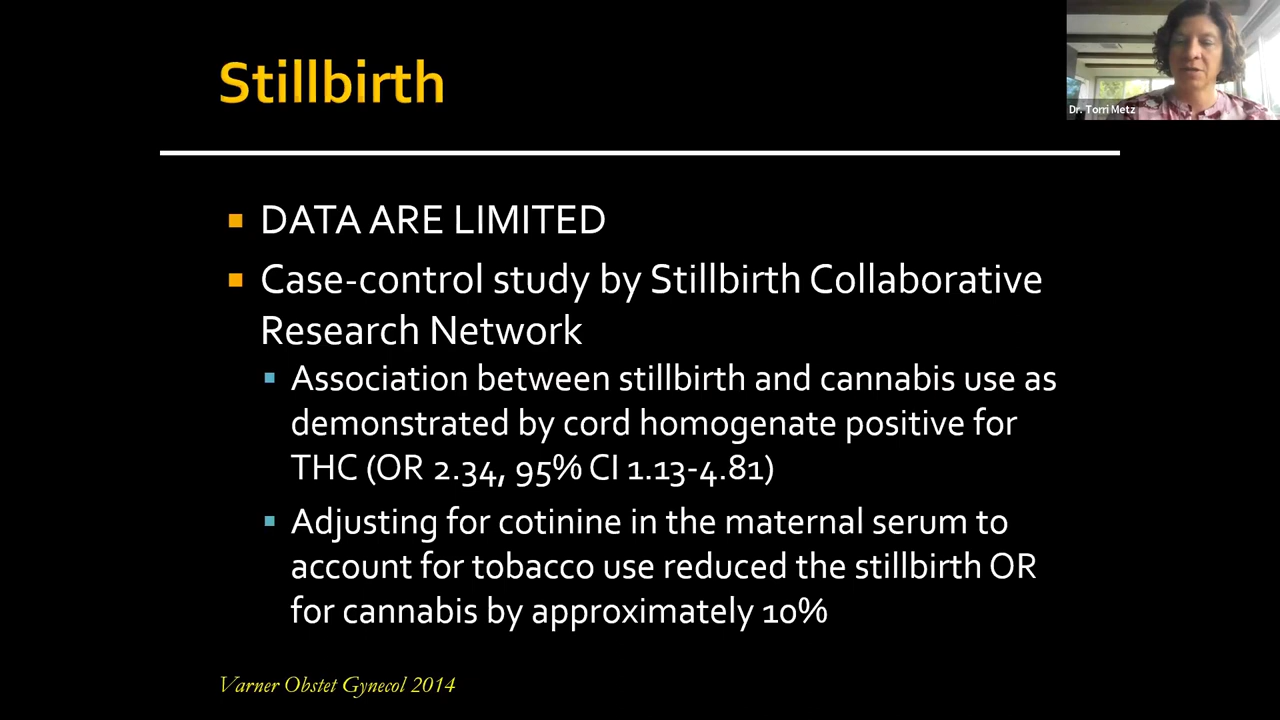 Stillbirth
Dr. Torri Metz
DATA ARE LIMITED
Case-control study by Stillbirth Collaborative
Research Network
Association between stillbirth and cannabis use as
demonstrated by cord homogenate positive for
THC (OR 2.34, 95% CI 1.13-4.81)
Adjusting for cotinine in the maternal serum to
account for tobacco use reduced the stillbirth OR
for cannabis by approximately 10%
Varner Obstet Gynecol 2014